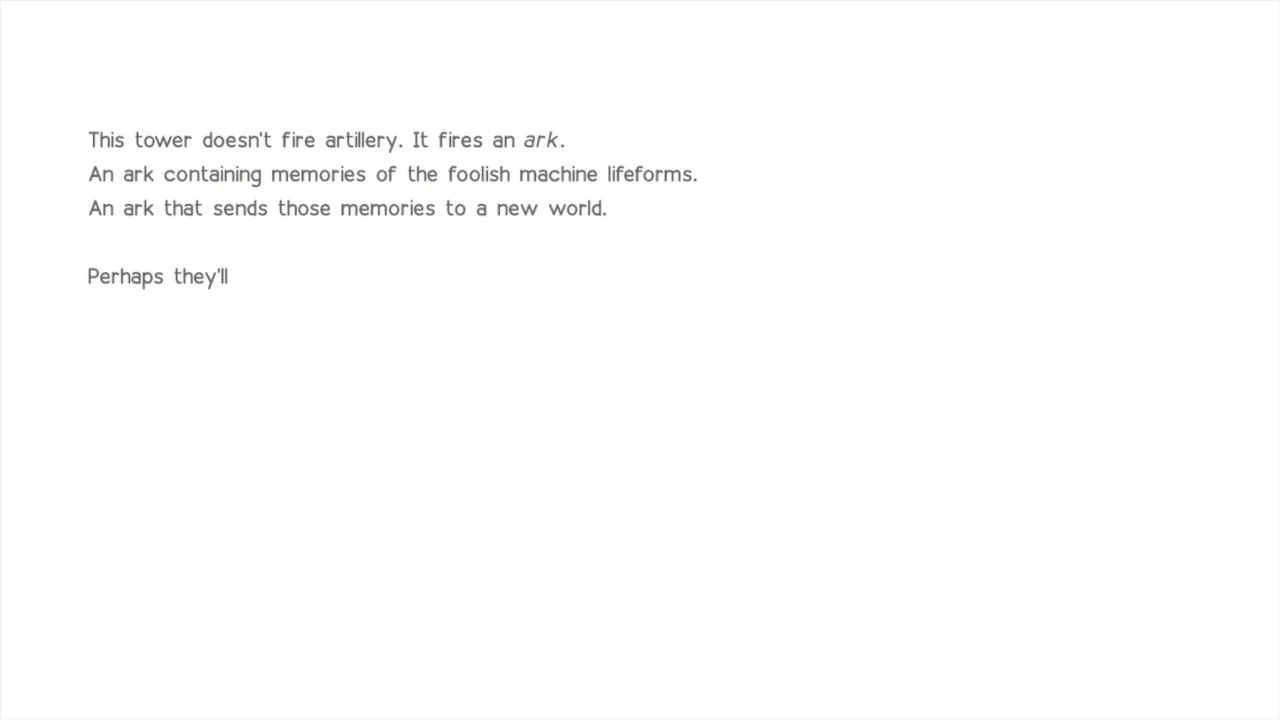 This tower doesn't fire artillery. It fires an ark.
An ark containing memories of the foolish machine lifeforms.
An ark that sends those memories to a new world.
Perhaps they'll